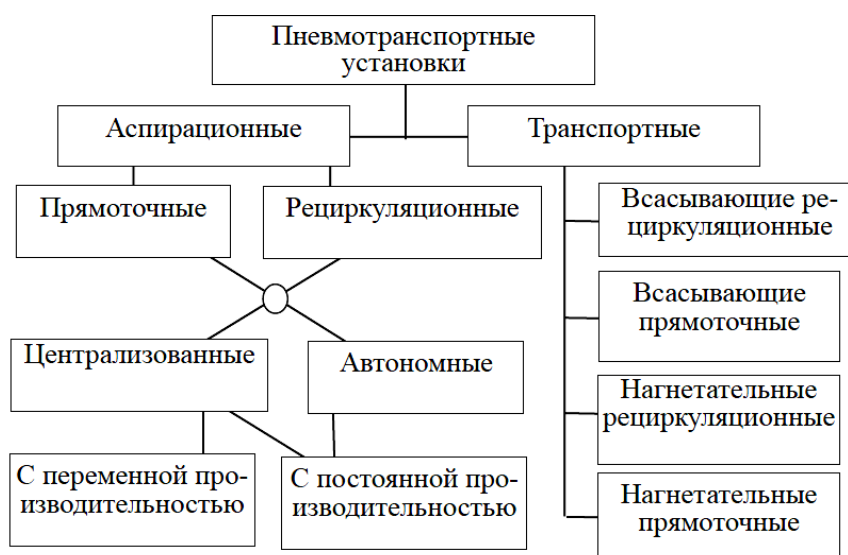 Пневмотранспортные
установки
Аспирационные
Транспортные
Прямоточные
Рециркуляционные
Всасывающие ре-
циркуляционные
Всасывающие
прямоточные
Централизованные
Автономные
Нагнетательные
рециркуляционные
С переменной про-
изводительностью
С постоянной про-
изводительностью
Нагнетательные
прямоточные